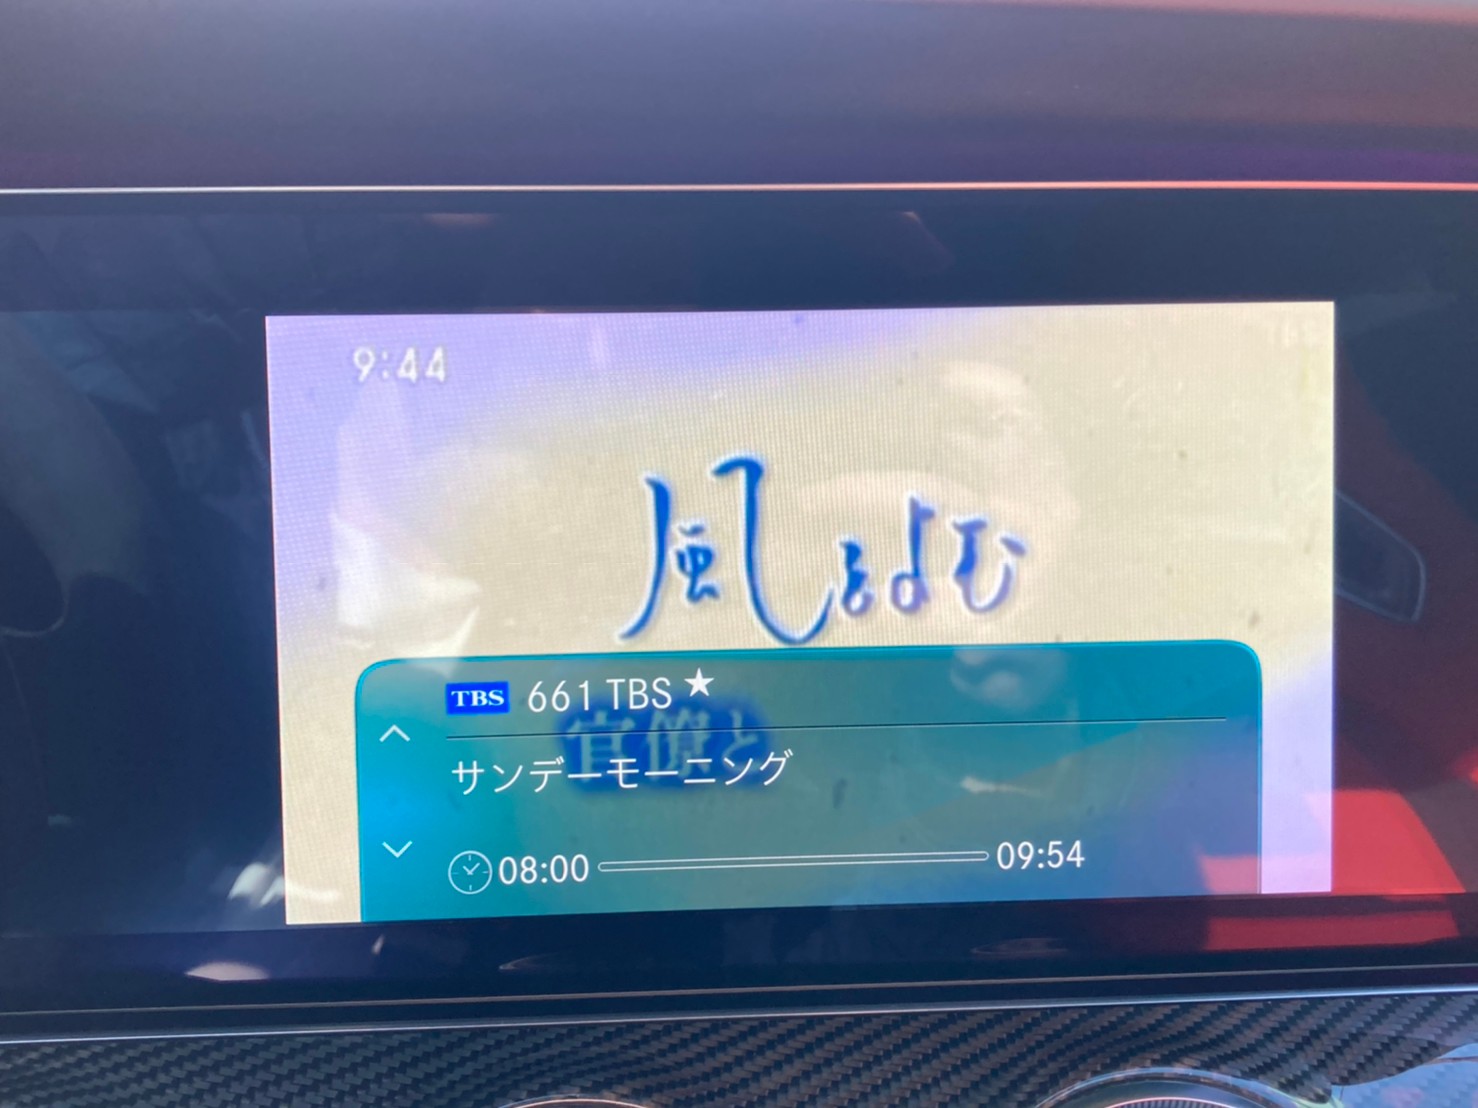 9:44
風をよむ
TBS 661 TBS ★
官僚と
サンデーモーニング
08:00 09:54